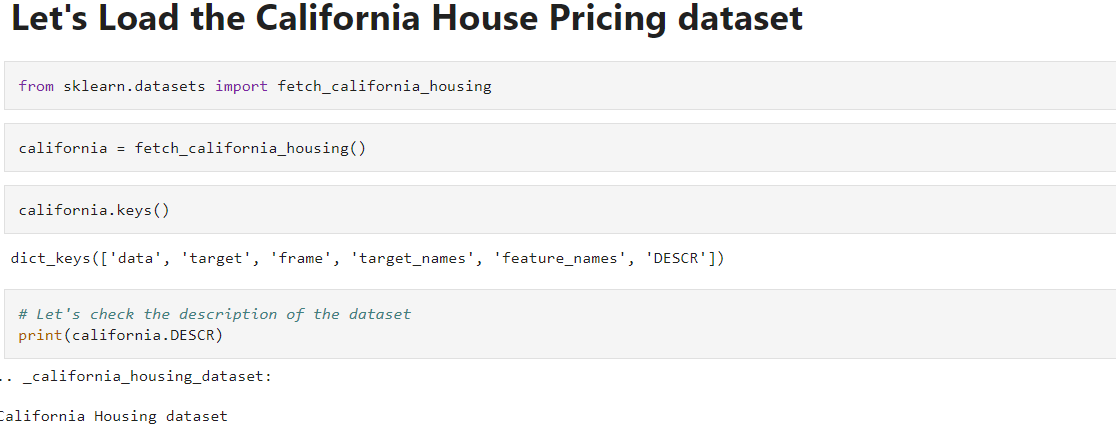 Let's Load the California House Pricing dataset
from sklearn.datasets import fetch_california_housing
california = fetch_california_housing()
california.keys()
dict_keys(['data', 'target', 'frame', 'target_names', 'feature_names', 'DESCR'])
# Let's check the description of the dataset
print(california.DESCR)
.. _california_housing_dataset:
California Housing dataset